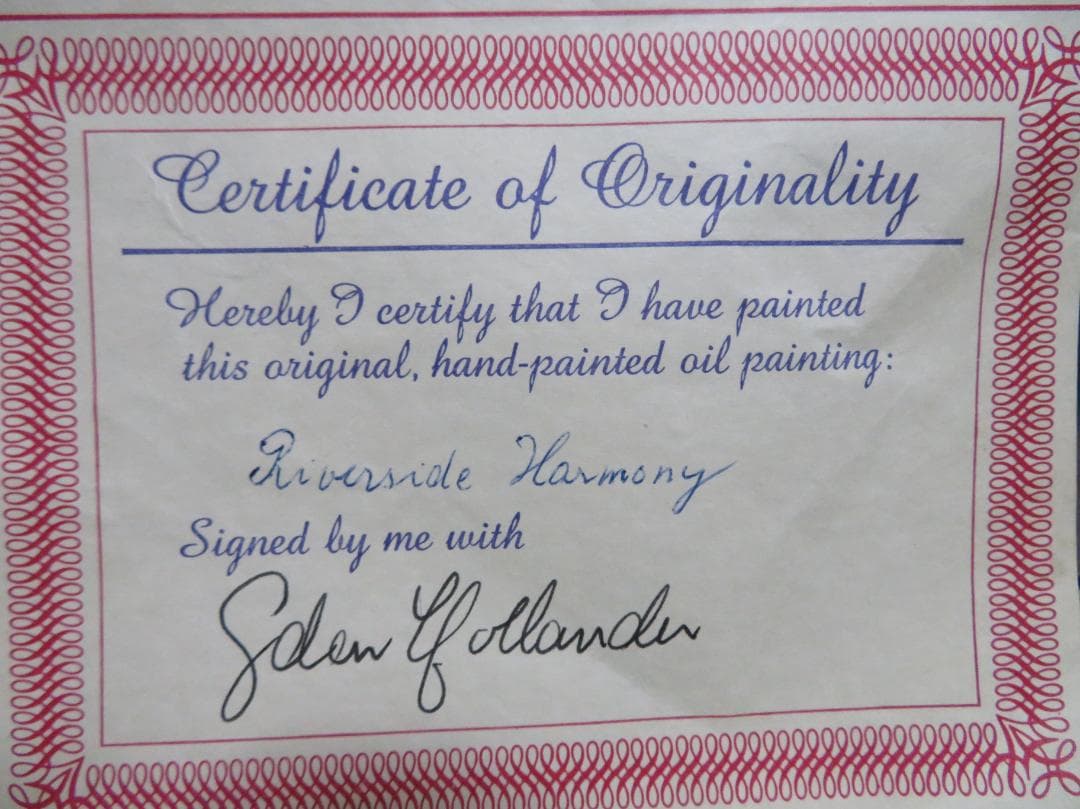 Certificate of Originality
Hereby I certify that I have painted
this original, hand-painted oil painting:
Riverside Harmony
Signed by me with
Hollander